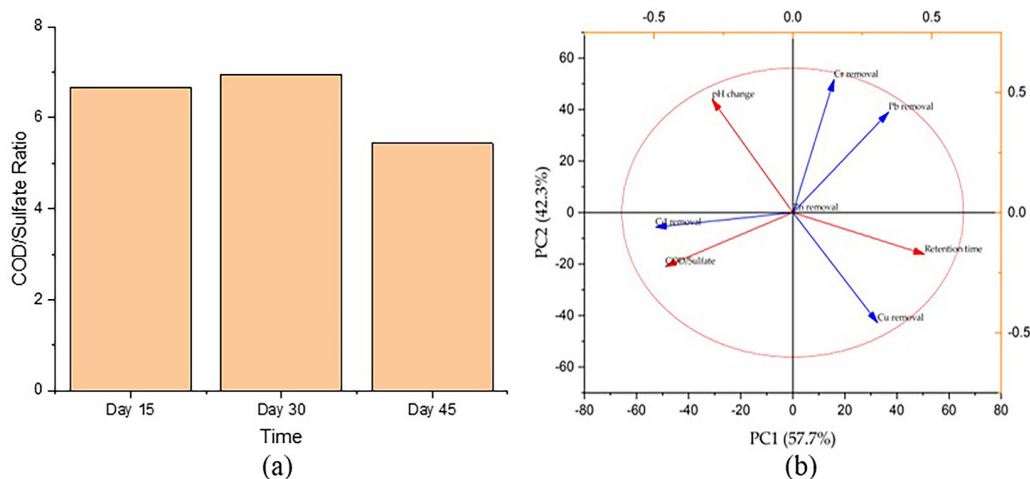 8
6
4
2
0
COD/Sulfate Ratio
Day 15
Day 30
Day 45
Time
(a)
-0.5
0.0
0.5
60
40
20
0
-20
-40
-60
PC2 (42.3%)
0.5
0.0
-0.5
Cr removal
pH change
Pb removal
removal
Cd removal
COD/Sulfate
Retention time
Cu removal
-80
-60
-40
-20
0
20
40
60
80
PC1 (57.7%)
(b)